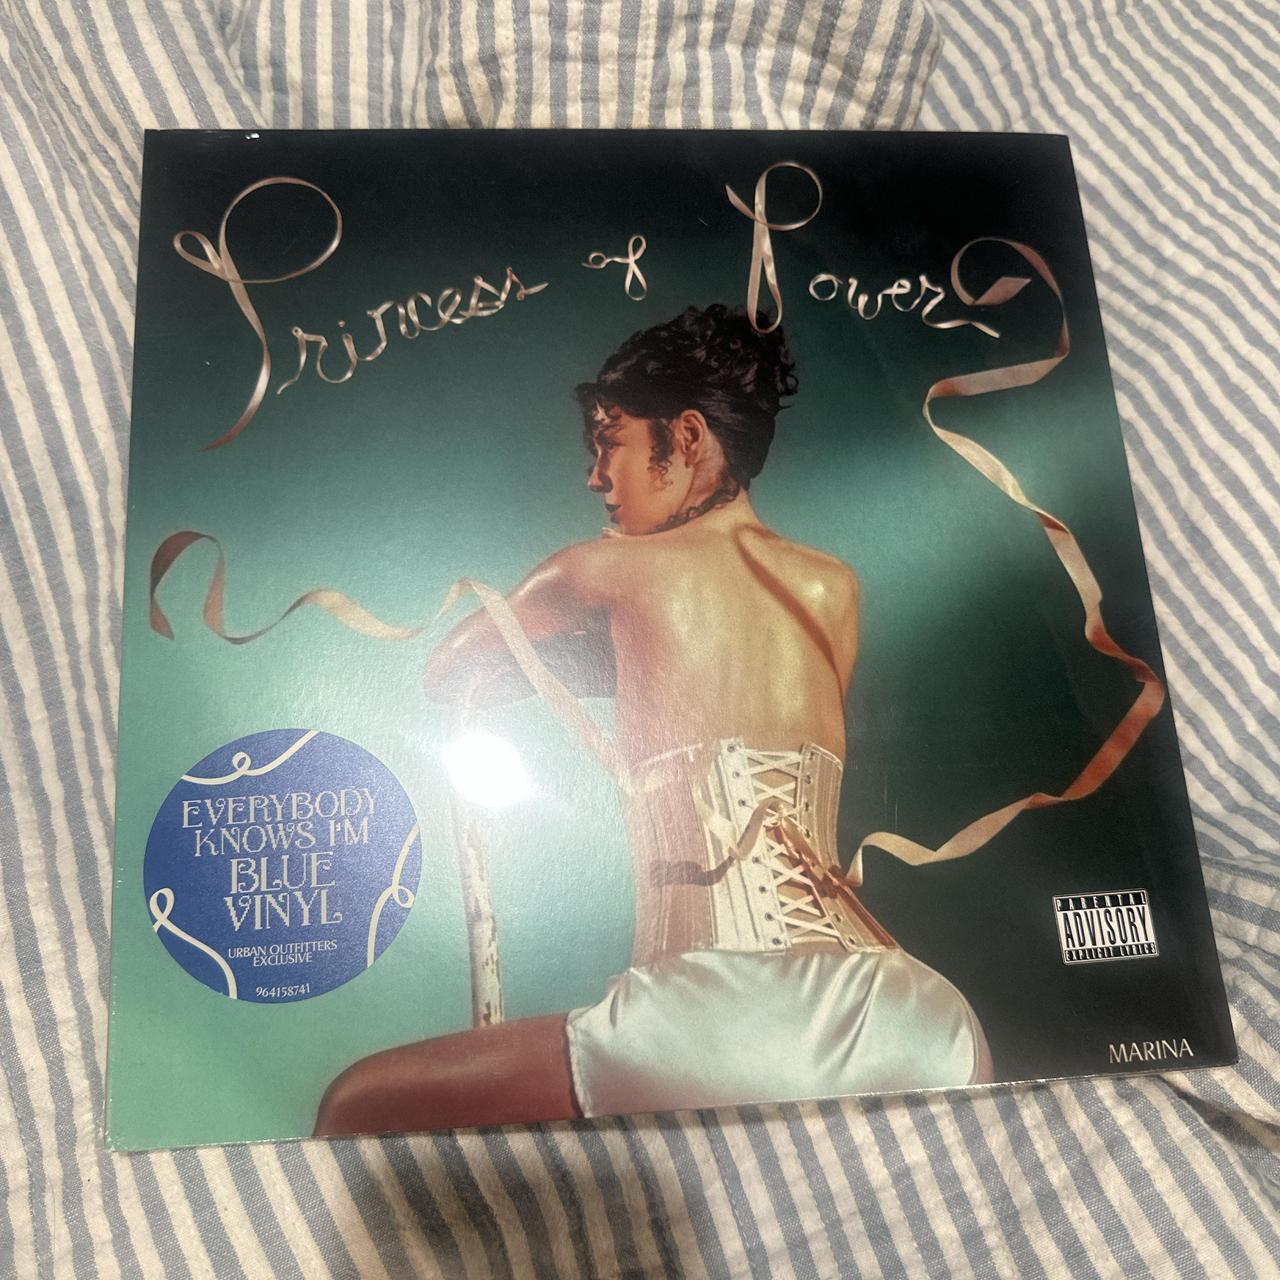 Princess of Power
EVERYBODY
KNOWS I'M
BLUE
VINYL
URBAN OUTFITTERS
EXCLUSIVE
964158741
PARENTAL
ADVISORY
EXPLICIT LYRICS
MARINA